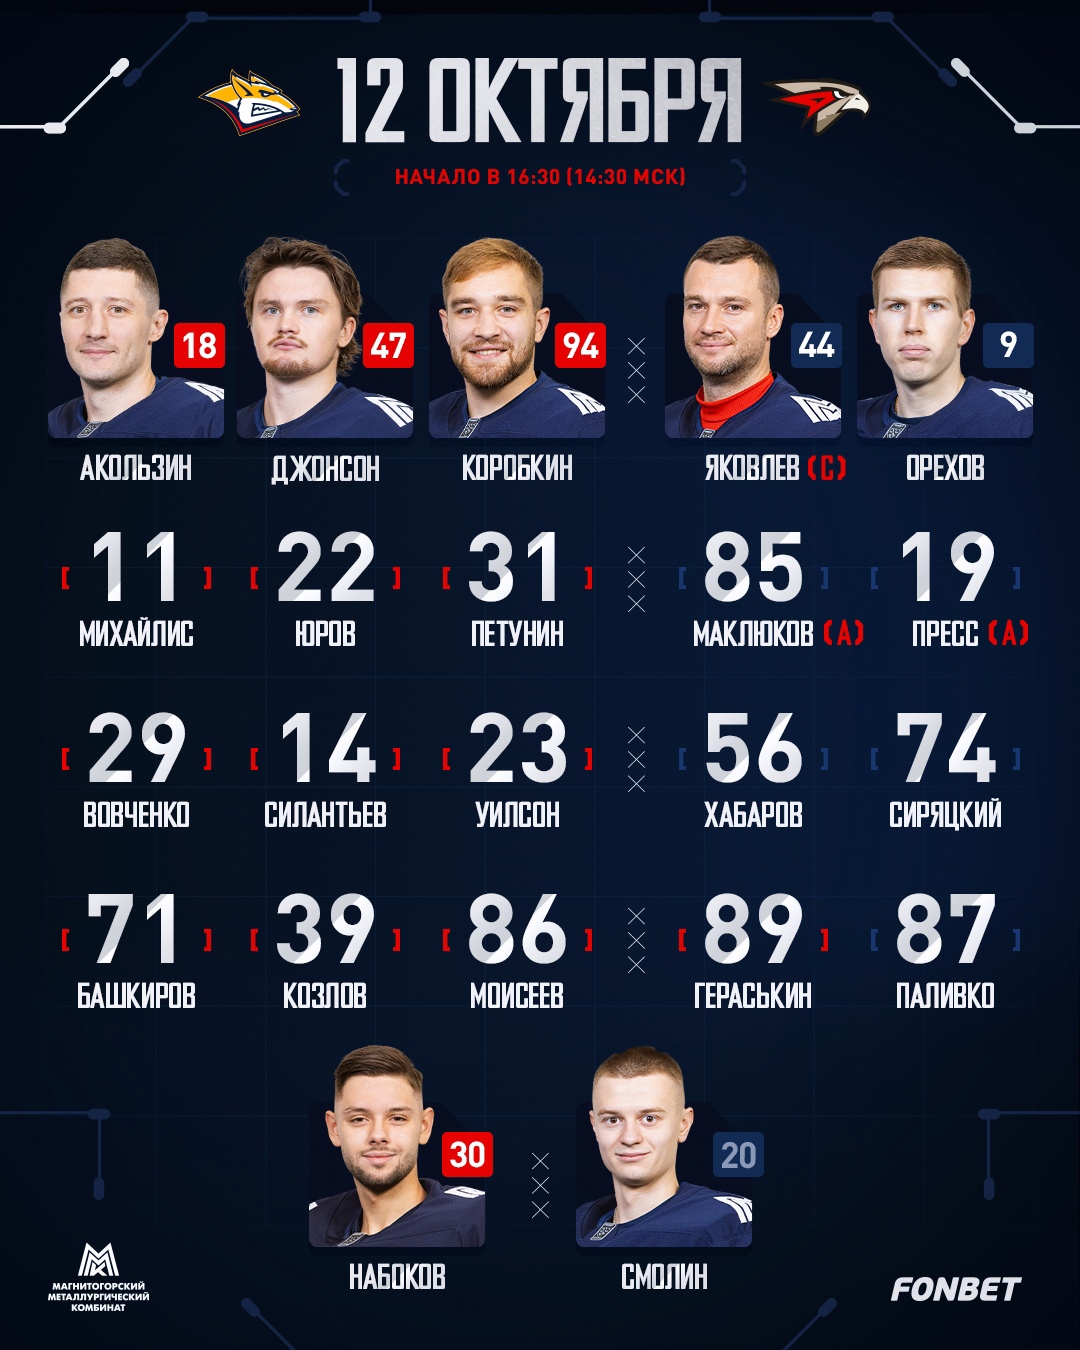 12 ОКТЯБРЯ
НАЧАЛО В 16:30 (14:30 МСК)
18 47 94 44 9
АКОЛЬЗИН ДЖОНСОН КОРОБКИН ЯКОВЛЕВ (С) ОРЕХОВ
11 22 31 85 19
МИХАЙЛИС ЮРОВ ПЕТУНИН МАКЛЮКОВ (А) ПРЕСС (А)
29 14 23 56 74
ВОВЧЕНКО СИЛАНТЬЕВ УИЛСОН ХАБАРОВ СИРЯЦКИЙ
71 39 86 89 87
БАШКИРОВ КОЗЛОВ МОИСЕЕВ ГЕРАСЬКИН ПАЛИВКО
30 20
НАБОКОВ СМОЛИН
МАГНИТОГОРСКИЙ
МЕТАЛЛУРГИЧЕСКИЙ
КОМБИНАТ
FONBET